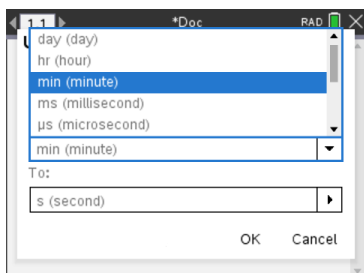 1.1 *Doc RAD
day (day)
hr (hour)
min (minute)
ms (millisecond)
µs (microsecond)
min (minute)
To:
s (second)
OK Cancel